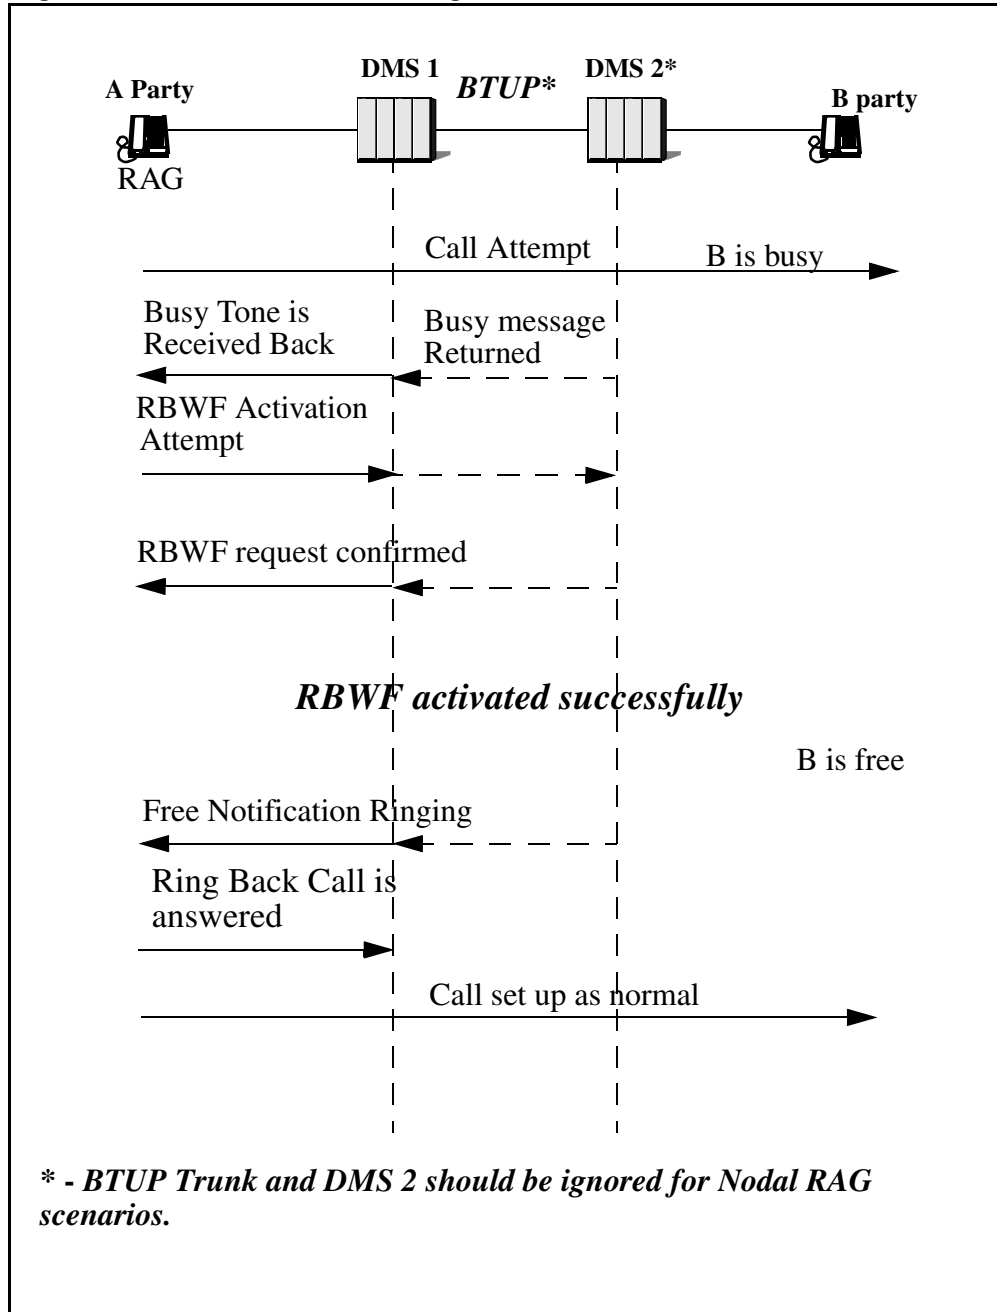 DMS 1
BTUP*
DMS 2*
A Party
B party
RAG
Call Attempt
B is busy
Busy Tone is
Received Back
Busy message
Returned
RBWF Activation
Attempt
RBWF request confirmed
RBWF activated successfully
B is free
Free Notification Ringing
Ring Back Call is
answered
Call set up as normal
* - BTUP Trunk and DMS 2 should be ignored for Nodal RAG
scenarios.